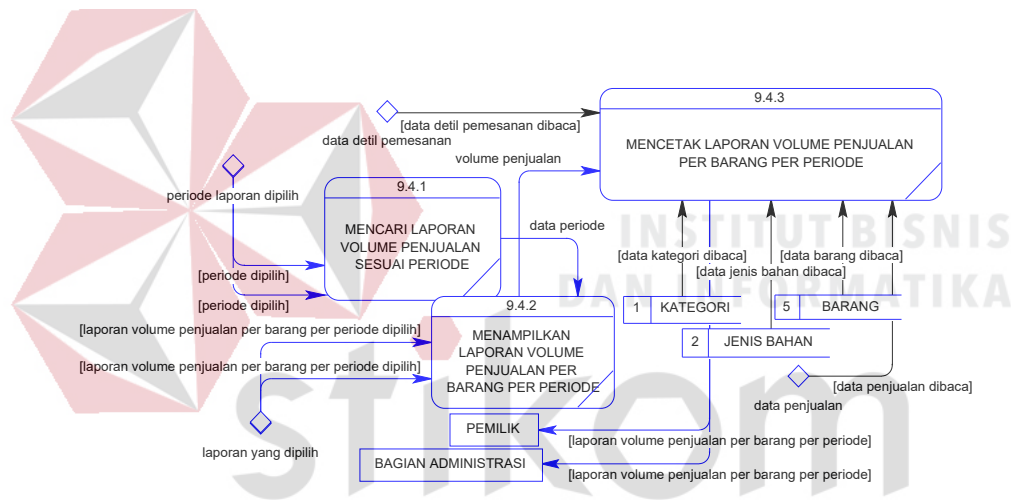 9.4.3
MENCETAK LAPORAN VOLUME PENJUALAN
PER BARANG PER PERIODE
[data detil pemesanan dibaca]
data detil pemesanan
volume penjualan
periode laporan dipilih
9.4.1
MENCARI LAPORAN
VOLUME PENJUALAN
SESUAI PERIODE
data periode
[periode dipilih]
[periode dipilih]
INSTITUT BISNIS
DAN INFORMATIKA
[data kategori dibaca]
[data barang dibaca]
[data jenis bahan dibaca]
1 KATEGORI
5 BARANG
2 JENIS BAHAN
9.4.2
MENAMPILKAN
LAPORAN VOLUME
PENJUALAN PER
BARANG PER PERIODE
[laporan volume penjualan per barang per periode dipilih]
[laporan volume penjualan per barang per periode dipilih]
laporan yang dipilih
[data penjualan dibaca]
data penjualan
stikom
PEMILIK
[laporan volume penjualan per barang per periode]
BAGIAN ADMINISTRASI
[laporan volume penjualan per barang per periode]